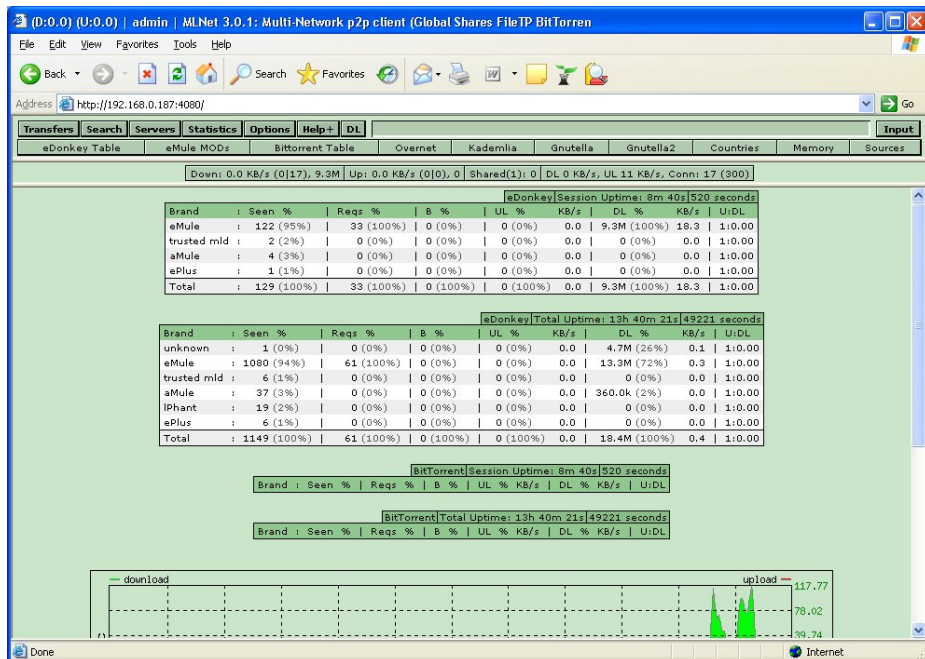 (D:0.0) (U:0.0) | admin | MLNet 3.0.1: Multi-Network p2p client (Global Shares FileTP BitTorren
File Edit View Favorites Tools Help
Back Search Favorites
Address http://192.168.0.187:4080/ Go
Transfers Search Servers Statistics Options Help+ DL Input
eDonkey Table eMule MODs Bittorrent Table Overnet Kademlia Gnutella Gnutella2 Countries Memory Sources
Down: 0.0 KB/s (0|17), 9.3M | Up: 0.0 KB/s (0|0), 0 | Shared(1): 0 | DL 0 KB/s, UL 11 KB/s, Conn: 17 (300)
eDonkey|Session Uptime: 8m 40s|520 seconds
Brand : Seen % | Reqs % | B % | UL % KB/s | DL % KB/s | U:DL
eMule : 122 (95%) | 33 (100%) | 0 (0%) | 0 (0%) 0.0 | 9.3M (100%) 18.3 | 1:0.00
trusted mld : 2 (2%) | 0 (0%) | 0 (0%) | 0 (0%) 0.0 | 0 (0%) 0.0 | 1:0.00
aMule : 4 (3%) | 0 (0%) | 0 (0%) | 0 (0%) 0.0 | 0 (0%) 0.0 | 1:0.00
ePlus : 1 (1%) | 0 (0%) | 0 (0%) | 0 (0%) 0.0 | 0 (0%) 0.0 | 1:0.00
Total : 129 (100%) | 33 (100%) | 0 (100%) | 0 (100%) 0.0 | 9.3M (100%) 18.3 | 1:0.00
eDonkey|Total Uptime: 13h 40m 21s|49221 seconds
Brand : Seen % | Reqs % | B % | UL % KB/s | DL % KB/s | U:DL
unknown : 1 (0%) | 0 (0%) | 0 (0%) | 0 (0%) 0.0 | 4.7M (26%) 0.1 | 1:0.00
eMule : 1080 (94%) | 61 (100%) | 0 (0%) | 0 (0%) 0.0 | 13.3M (72%) 0.3 | 1:0.00
trusted mld : 6 (1%) | 0 (0%) | 0 (0%) | 0 (0%) 0.0 | 0 (0%) 0.0 | 1:0.00
aMule : 37 (3%) | 0 (0%) | 0 (0%) | 0 (0%) 0.0 | 360.0k (2%) 0.0 | 1:0.00
lPhant : 19 (2%) | 0 (0%) | 0 (0%) | 0 (0%) 0.0 | 0 (0%) 0.0 | 1:0.00
ePlus : 6 (1%) | 0 (0%) | 0 (0%) | 0 (0%) 0.0 | 0 (0%) 0.0 | 1:0.00
Total : 1149 (100%) | 61 (100%) | 0 (100%) | 0 (100%) 0.0 | 18.4M (100%) 0.4 | 1:0.00
BitTorrent|Session Uptime: 8m 40s|520 seconds
Brand : Seen % | Reqs % | B % | UL % KB/s | DL % KB/s | U:DL
BitTorrent|Total Uptime: 13h 40m 21s|49221 seconds
Brand : Seen % | Reqs % | B % | UL % KB/s | DL % KB/s | U:DL
download upload
117.77
78.02
39.74
Done Internet